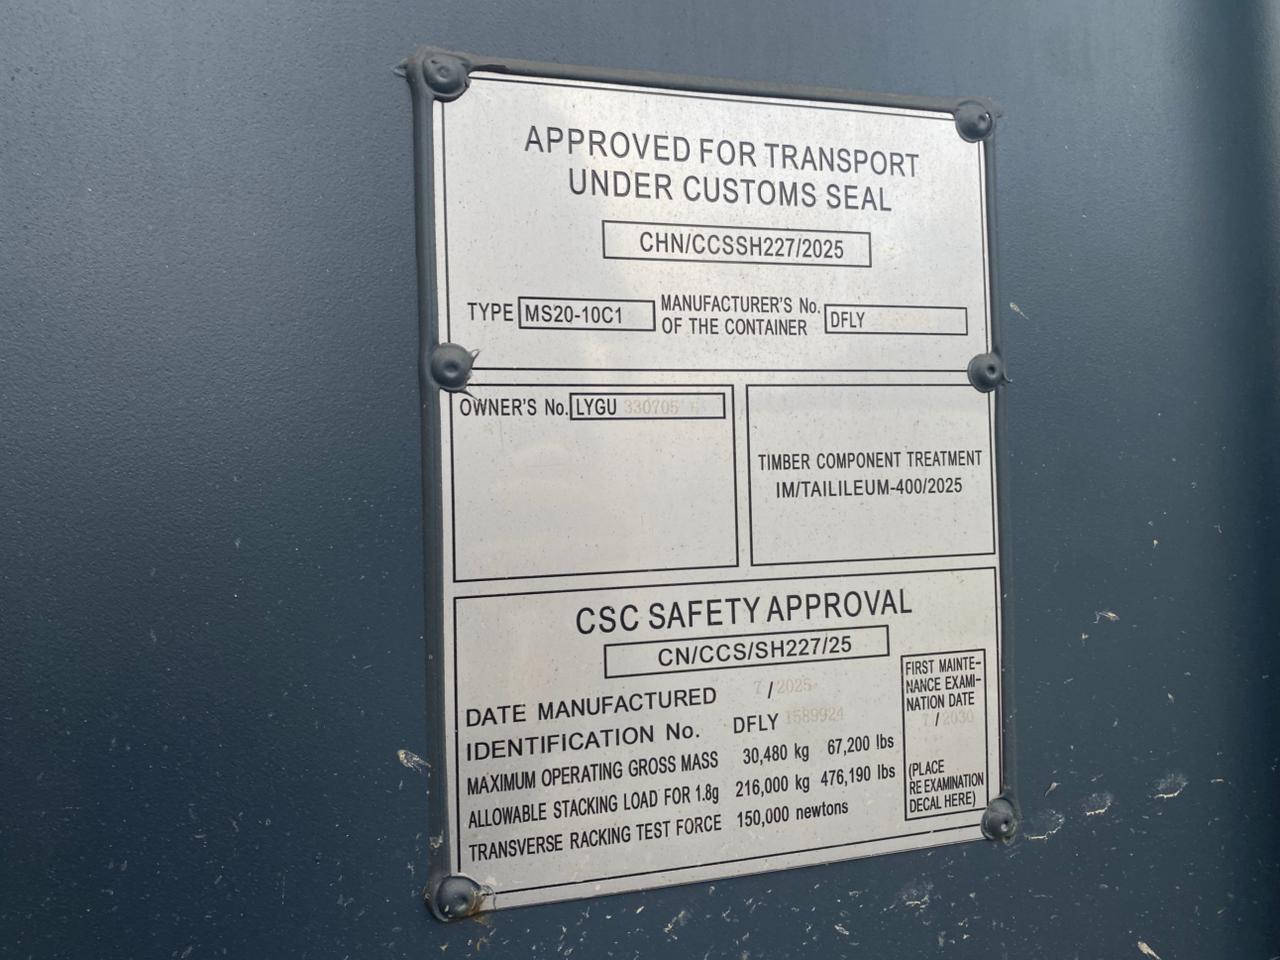 APPROVED FOR TRANSPORT
UNDER CUSTOMS SEAL
CHN/CCSSH227/2025
TYPE MS20-10C1 MANUFACTURER'S No. OF THE CONTAINER DFLY
OWNER'S No. LYGU 330705
TIMBER COMPONENT TREATMENT
IM/TAILILEUM-400/2025
CSC SAFETY APPROVAL
CN/CCS/SH227/25
DATE MANUFACTURED 7/2025
IDENTIFICATION No. DFLY 1589924
MAXIMUM OPERATING GROSS MASS 30,480 kg 67,200 lbs
ALLOWABLE STACKING LOAD FOR 1.8g 216,000 kg 476,190 lbs
TRANSVERSE RACKING TEST FORCE 150,000 newtons
FIRST MAINTE-
NANCE EXAMI-
NATION DATE
7/2030
(PLACE
REEXAMINATION
DECAL HERE)